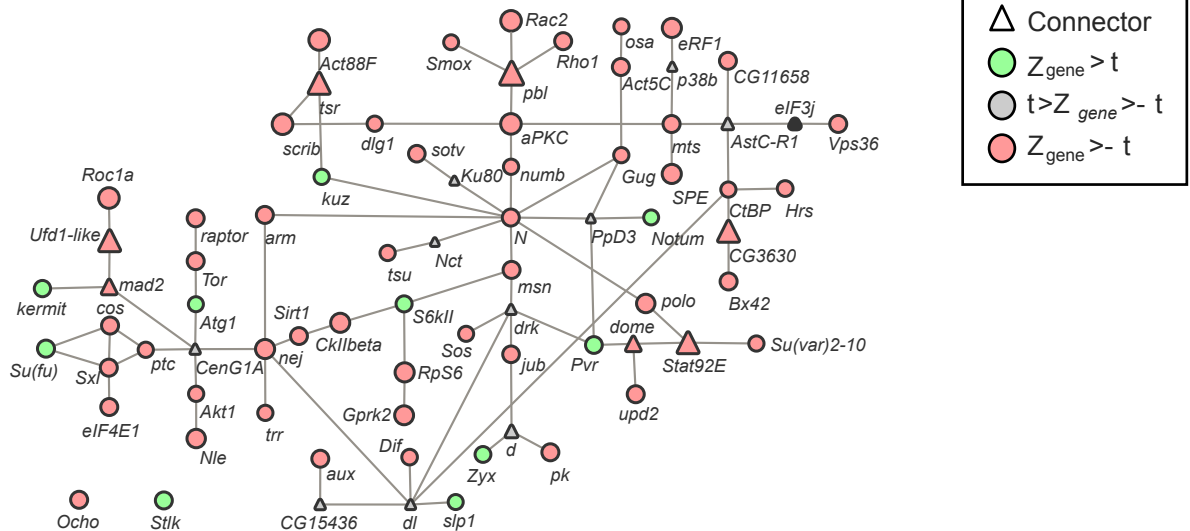 Rac2
Smox
Rho1
pbl
osa
eRF1
Act88F
tsr
Act5C
p38b
CG11658
eIF3j
scrib
dlg1
aPKC
mts
AstC-R1
Vps36
sotv
Ku80
numb
Gug
SPE
kuz
CtBP
Hrs
Roc1a
Ufd1-like
raptor
arm
N
PpD3
Notum
CG3630
tsu
Nct
Tor
mad2
kermit
msn
Bx42
polo
cos
Atg1
Sirt1
S6kII
drk
dome
CkIIbeta
Sos
Su(fu)
Sxl
ptc
CenG1A
nej
jub
Pvr
Stat92E
Su(var)2-10
RpS6
Akt1
upd2
eIF4E1
trr
Gprk2
Nle
Dif
d
aux
Zyx
pk
Ocho
Stlk
CG15436
dl
slp1
Connector
Zgene > t
t>Z gene >- t
Zgene >- t